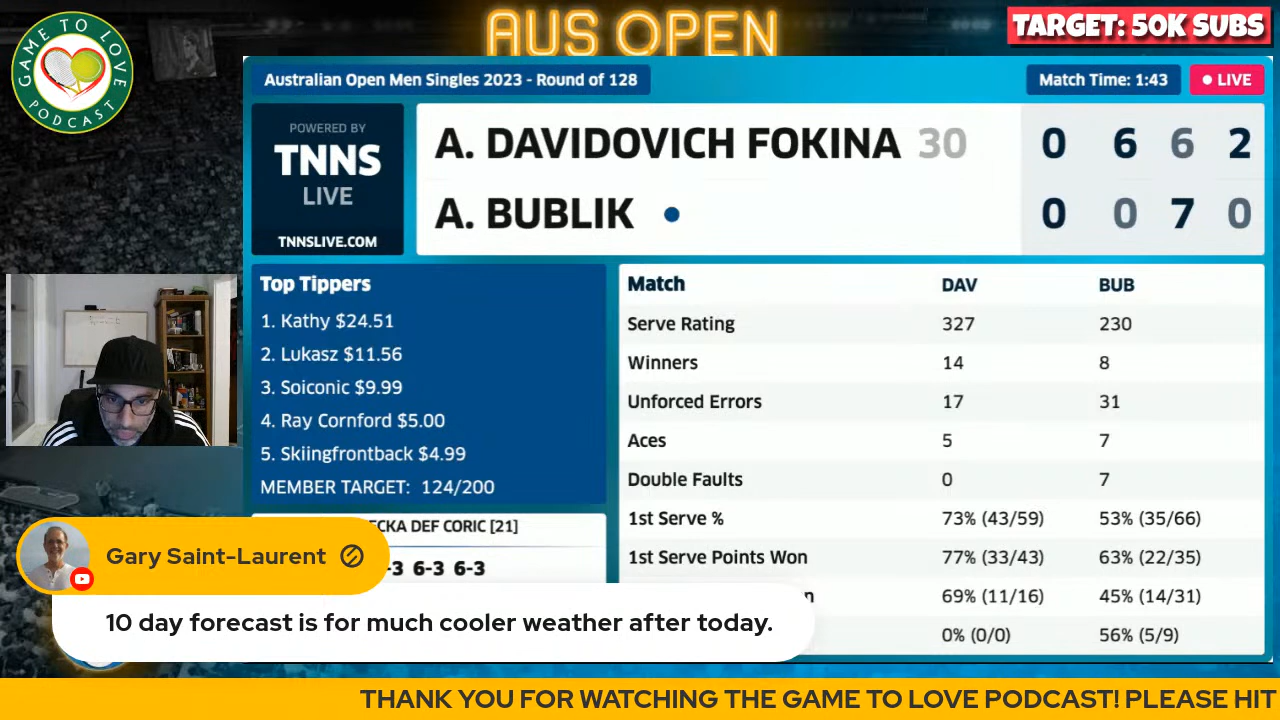 GAME TO LOVE PODCAST
AUS OPEN
TARGET: 50K SUBS
Australian Open Men Singles 2023 - Round of 128
Match Time: 1:43
LIVE
POWERED BY
TNNS
LIVE
TNNSLIVE.COM
A. DAVIDOVICH FOKINA 30 0 6 6 2
A. BUBLIK 0 0 7 0
Top Tippers
1. Kathy $24.51
2. Lukasz $11.56
3. Soiconic $9.99
4. Ray Cornford $5.00
5. Skiingfrontback $4.99
MEMBER TARGET: 124/200
ECKA DEF CORIC [21]
-3 6-3 6-3
Match DAV BUB
Serve Rating 327 230
Winners 14 8
Unforced Errors 17 31
Aces 5 7
Double Faults 0 7
1st Serve % 73% (43/59) 53% (35/66)
1st Serve Points Won 77% (33/43) 63% (22/35)
n 69% (11/16) 45% (14/31)
0% (0/0) 56% (5/9)
Gary Saint-Laurent
10 day forecast is for much cooler weather after today.
THANK YOU FOR WATCHING THE GAME TO LOVE PODCAST! PLEASE HIT